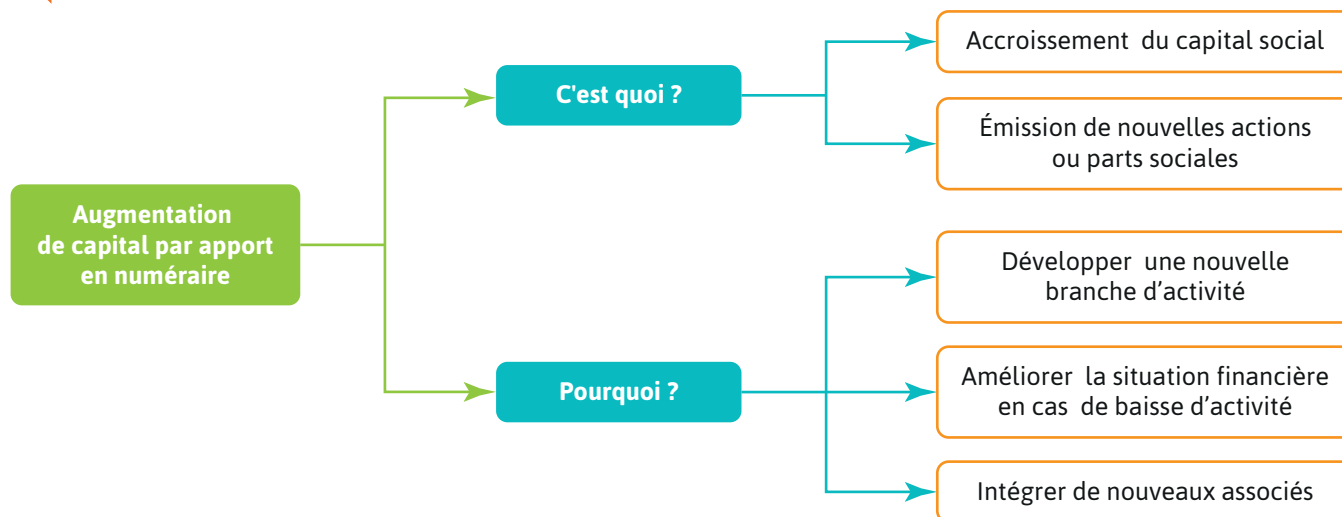 Augmentation
de capital par apport
en numéraire
C'est quoi ?
Accroissement du capital social
Émission de nouvelles actions
ou parts sociales
Pourquoi ?
Développer une nouvelle
branche d’activité
Améliorer la situation financière
en cas de baisse d’activité
Intégrer de nouveaux associés